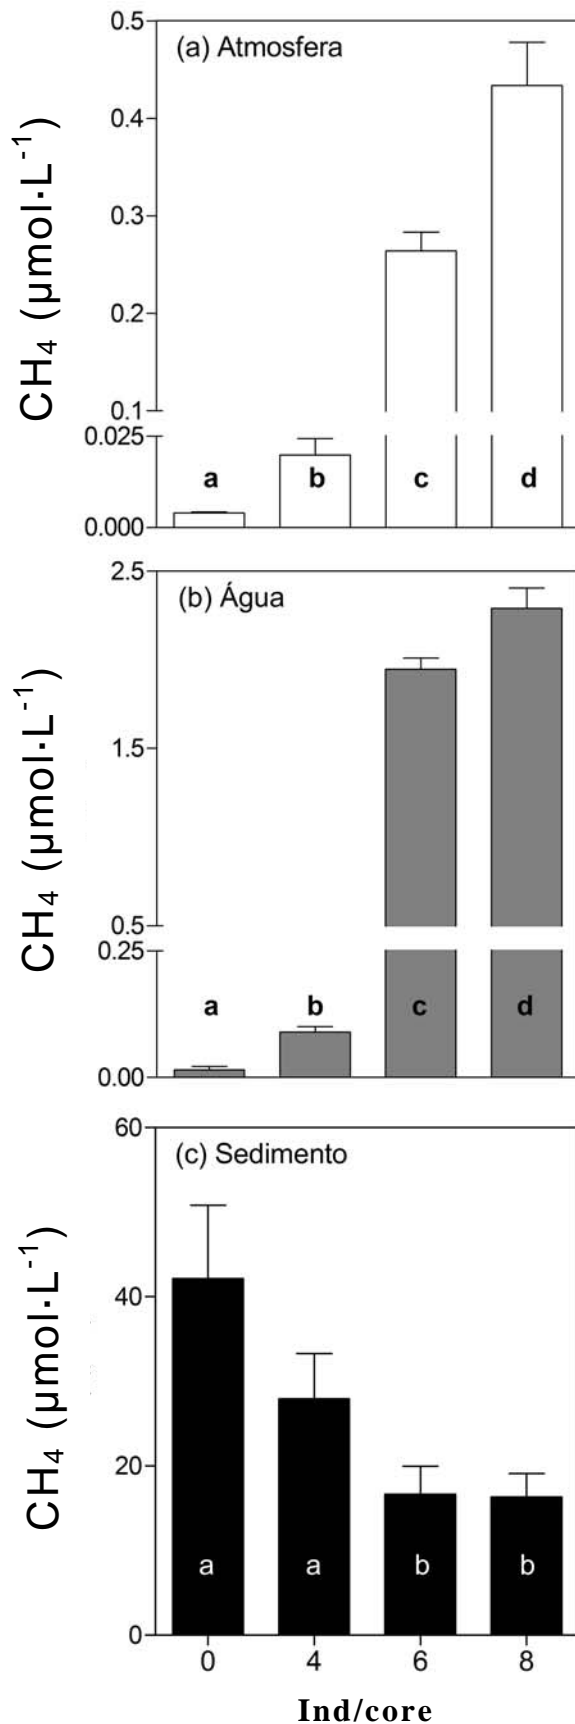 (a) Atmosfera
CH4 (µmol·L-1)
0.5
0.4
0.3
0.2
0.1
0.025
0.000
a b c d
(b) Água
CH4 (µmol·L-1)
2.5
1.5
0.5
0.25
0.00
a b c d
(c) Sedimento
CH4 (µmol·L-1)
60
40
20
0
a a b b
0 4 6 8
Ind/core